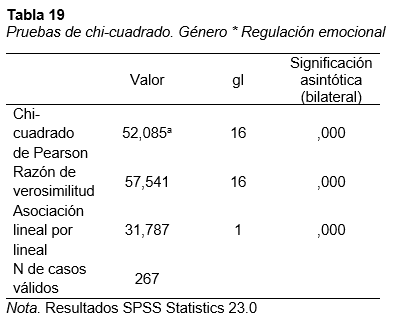 Tabla 19
Pruebas de chi-cuadrado. Género * Regulación emocional
Valor gl Significación asintótica (bilateral)
Chi-cuadrado de Pearson 52,085ª 16 ,000
Razón de verosimilitud 57,541 16 ,000
Asociación lineal por lineal 31,787 1 ,000
N de casos válidos 267
Nota. Resultados SPSS Statistics 23.0